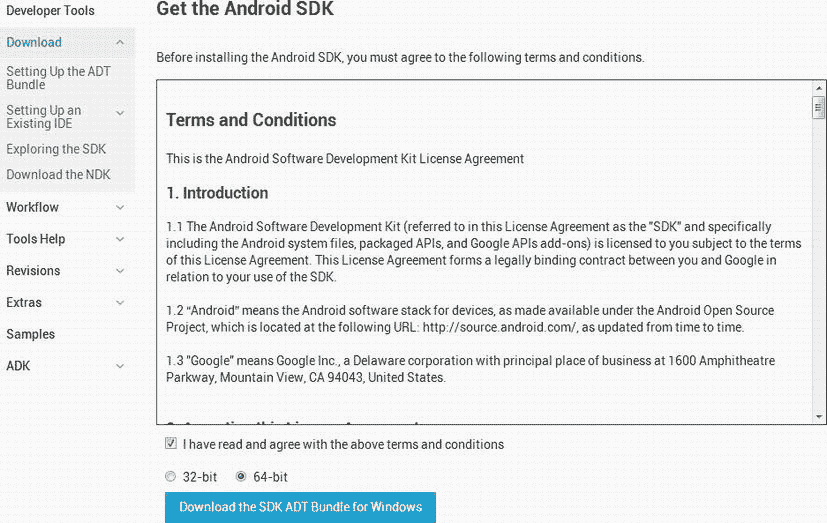 Developer Tools
Download
Setting Up the ADT
Bundle
Setting Up an
Existing IDE
Exploring the SDK
Download the NDK
Workflow
Tools Help
Revisions
Extras
Samples
ADK
Get the Android SDK
Before installing the Android SDK, you must agree to the following terms and conditions.
Terms and Conditions
This is the Android Software Development Kit License Agreement
1. Introduction
1.1 The Android Software Development Kit (referred to in this License Agreement as the "SDK" and specifically
including the Android system files, packaged APIs, and Google APIs add-ons) is licensed to you subject to the terms
of this License Agreement. This License Agreement forms a legally binding contract between you and Google in
relation to your use of the SDK.
1.2 "Android" means the Android software stack for devices, as made available under the Android Open Source
Project, which is located at the following URL: http://source.android.com/, as updated from time to time.
1.3 "Google" means Google Inc., a Delaware corporation with principal place of business at 1600 Amphitheatre
Parkway, Mountain View, CA 94043, United States.
I have read and agree with the above terms and conditions
32-bit
64-bit
Download the SDK ADT Bundle for Windows